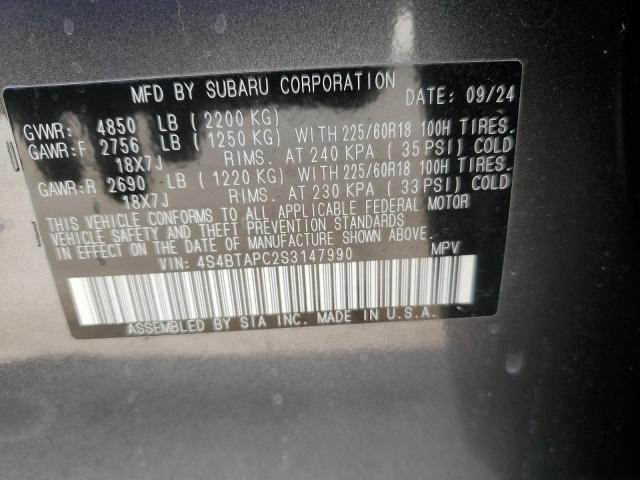 MFD BY SUBARU CORPORATION DATE: 09/24
GVWR: 4850 LB (2200 KG)
GAWR:F 2756 LB (1250 KG) WITH 225/60R18 100H TIRES.
18X7J RIMS. AT 240 KPA (35 PSI) COLD
GAWR:R 2690 LB (1220 KG) WITH 225/60R18 100H TIRES.
18X7J RIMS. AT 230 KPA (33 PSI) COLD
THIS VEHICLE CONFORMS TO ALL APPLICABLE FEDERAL MOTOR
VEHICLE SAFETY AND THEFT PREVENTION STANDARDS
IN EFFECT ON THE DATE OF MANUFACTURE SHOWN ABOVE.
VIN: 4S4BTAPC2S3147990 MPV
ASSEMBLED BY SIA INC. MADE IN U.S.A.